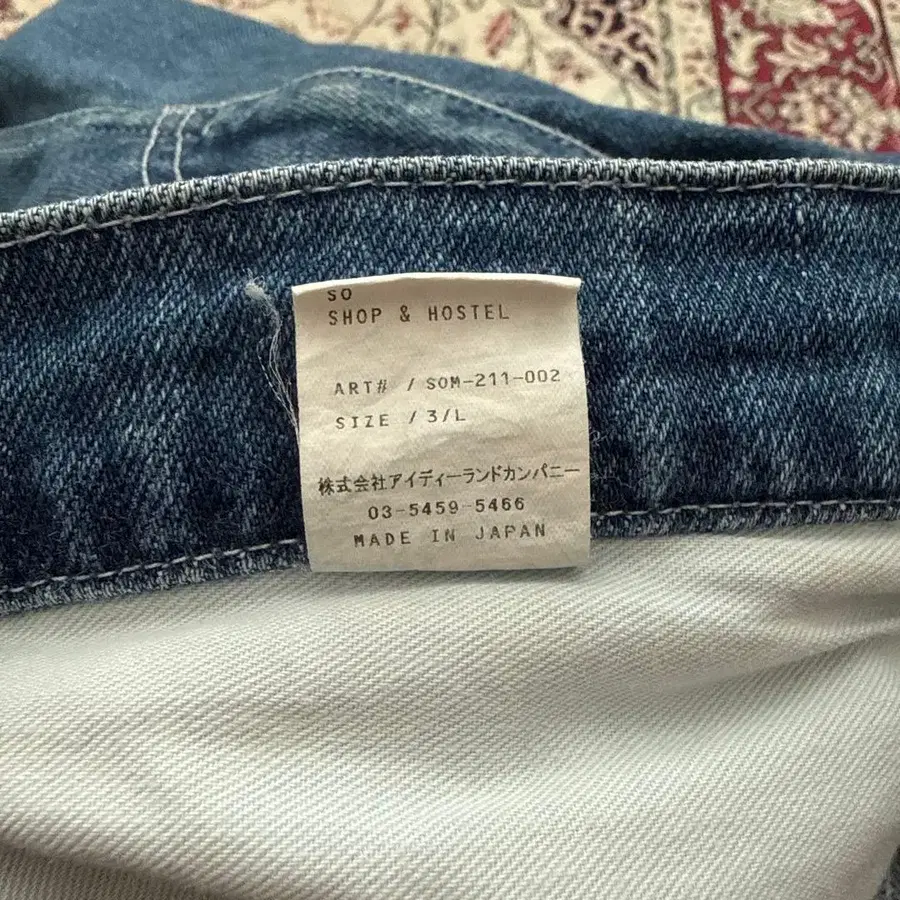 SO
SHOP & HOSTEL
ART# / SOM-211-002
SIZE / 3/L
株式会社アイディーランドカンパニー
03-5459-5466
MADE IN JAPAN